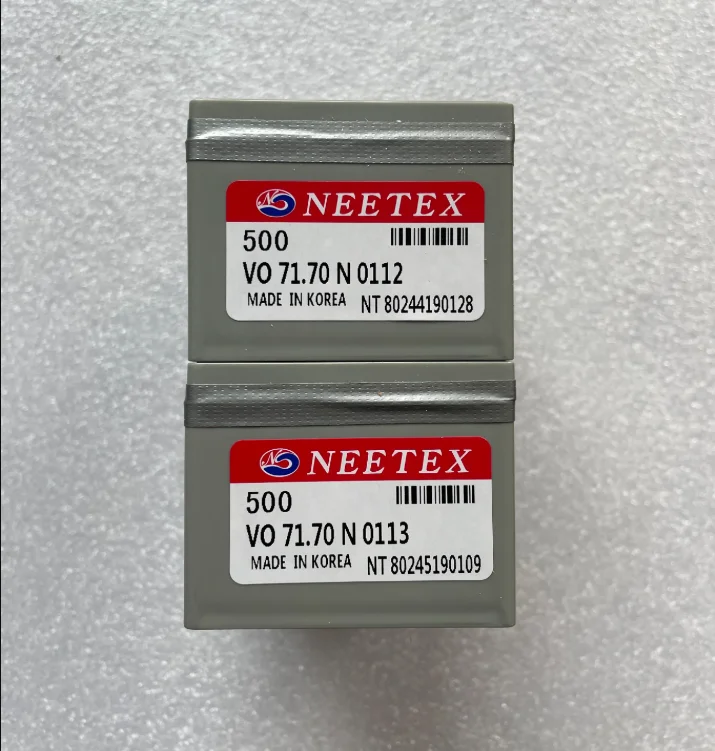 NEETEX
500
VO 71.70 N 0112
MADE IN KOREA NT 80244190128
NEETEX
500
VO 71.70 N 0113
MADE IN KOREA NT 80245190109